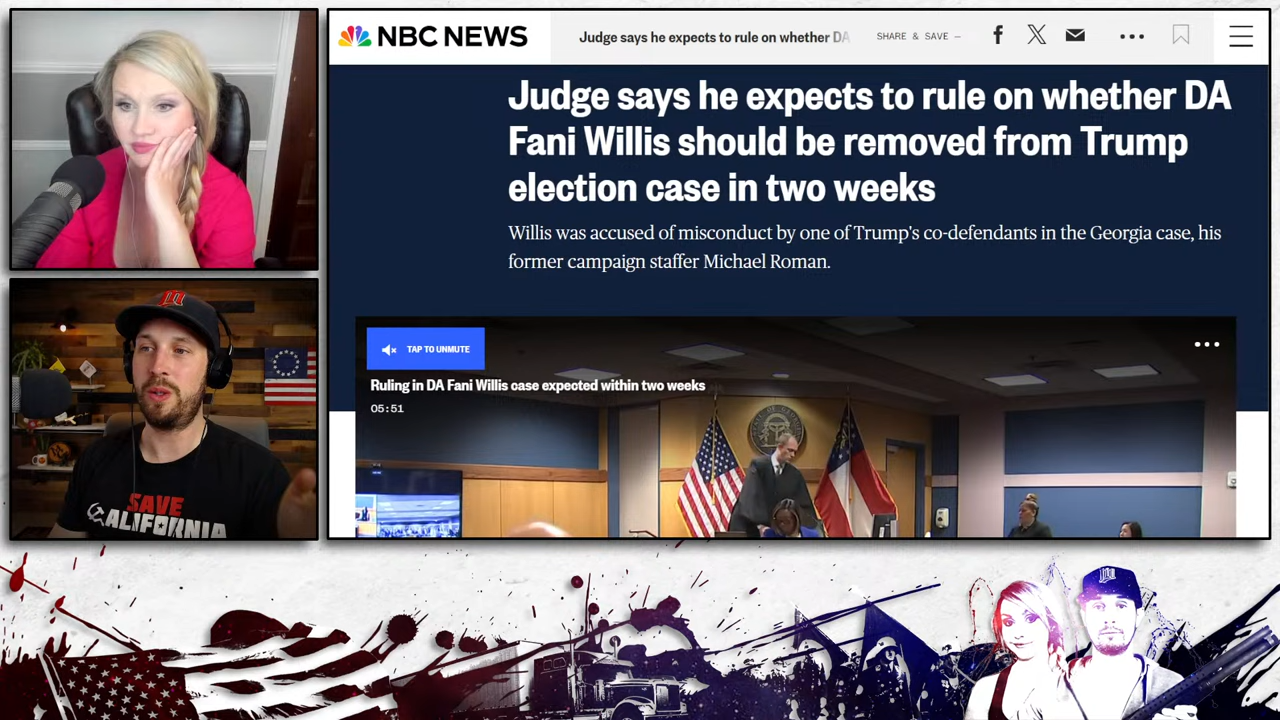 NBC NEWS
Judge says he expects to rule on whether DA
SHARE & SAVE —
Judge says he expects to rule on whether DA
Fani Willis should be removed from Trump
election case in two weeks
Willis was accused of misconduct by one of Trump's co-defendants in the Georgia case, his
former campaign staffer Michael Roman.
TAP TO UNMUTE
Ruling in DA Fani Willis case expected within two weeks
05:51
SAVE
CALIFORNIA